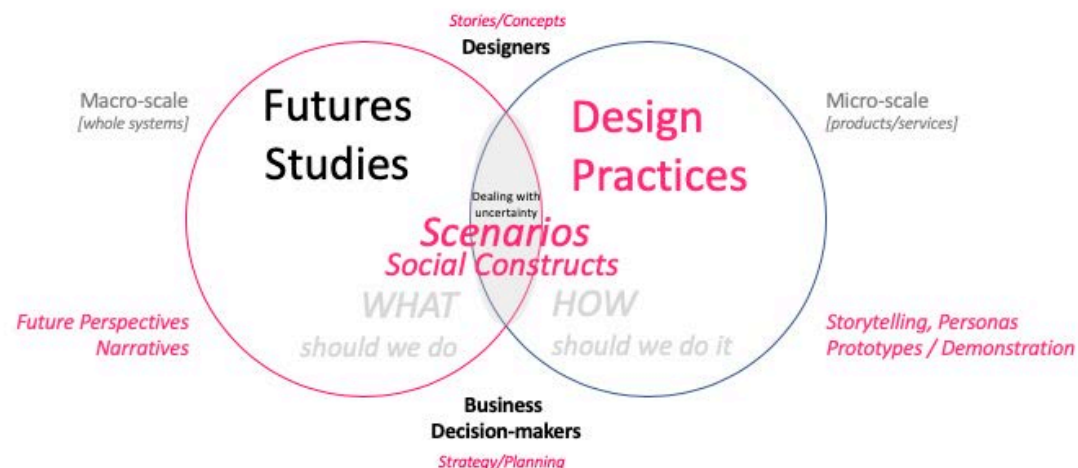 Stories/Concepts
Designers
Macro-scale
[whole systems]
Futures
Studies
Design
Practices
Micro-scale
[products/services]
Dealing with
uncertainty
Scenarios
Social Constructs
WHAT
should we do
HOW
should we do it
Future Perspectives
Narratives
Storytelling, Personas
Prototypes / Demonstration
Business
Decision-makers
Strategy/Planning